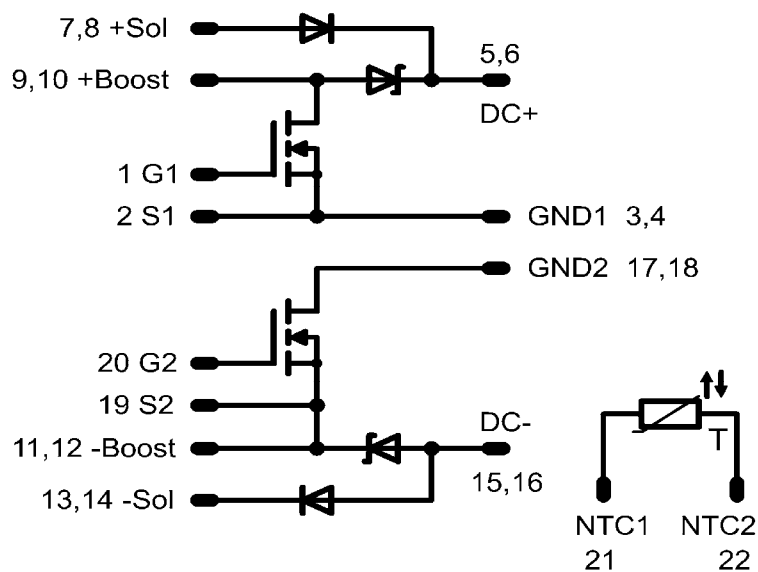 7,8 +Sol
5,6
9,10 +Boost
DC+
1 G1
2 S1
GND1 3,4
GND2 17,18
20 G2
19 S2
DC-
11,12 -Boost
15,16
13,14 -Sol
T
NTC1 NTC2
21 22